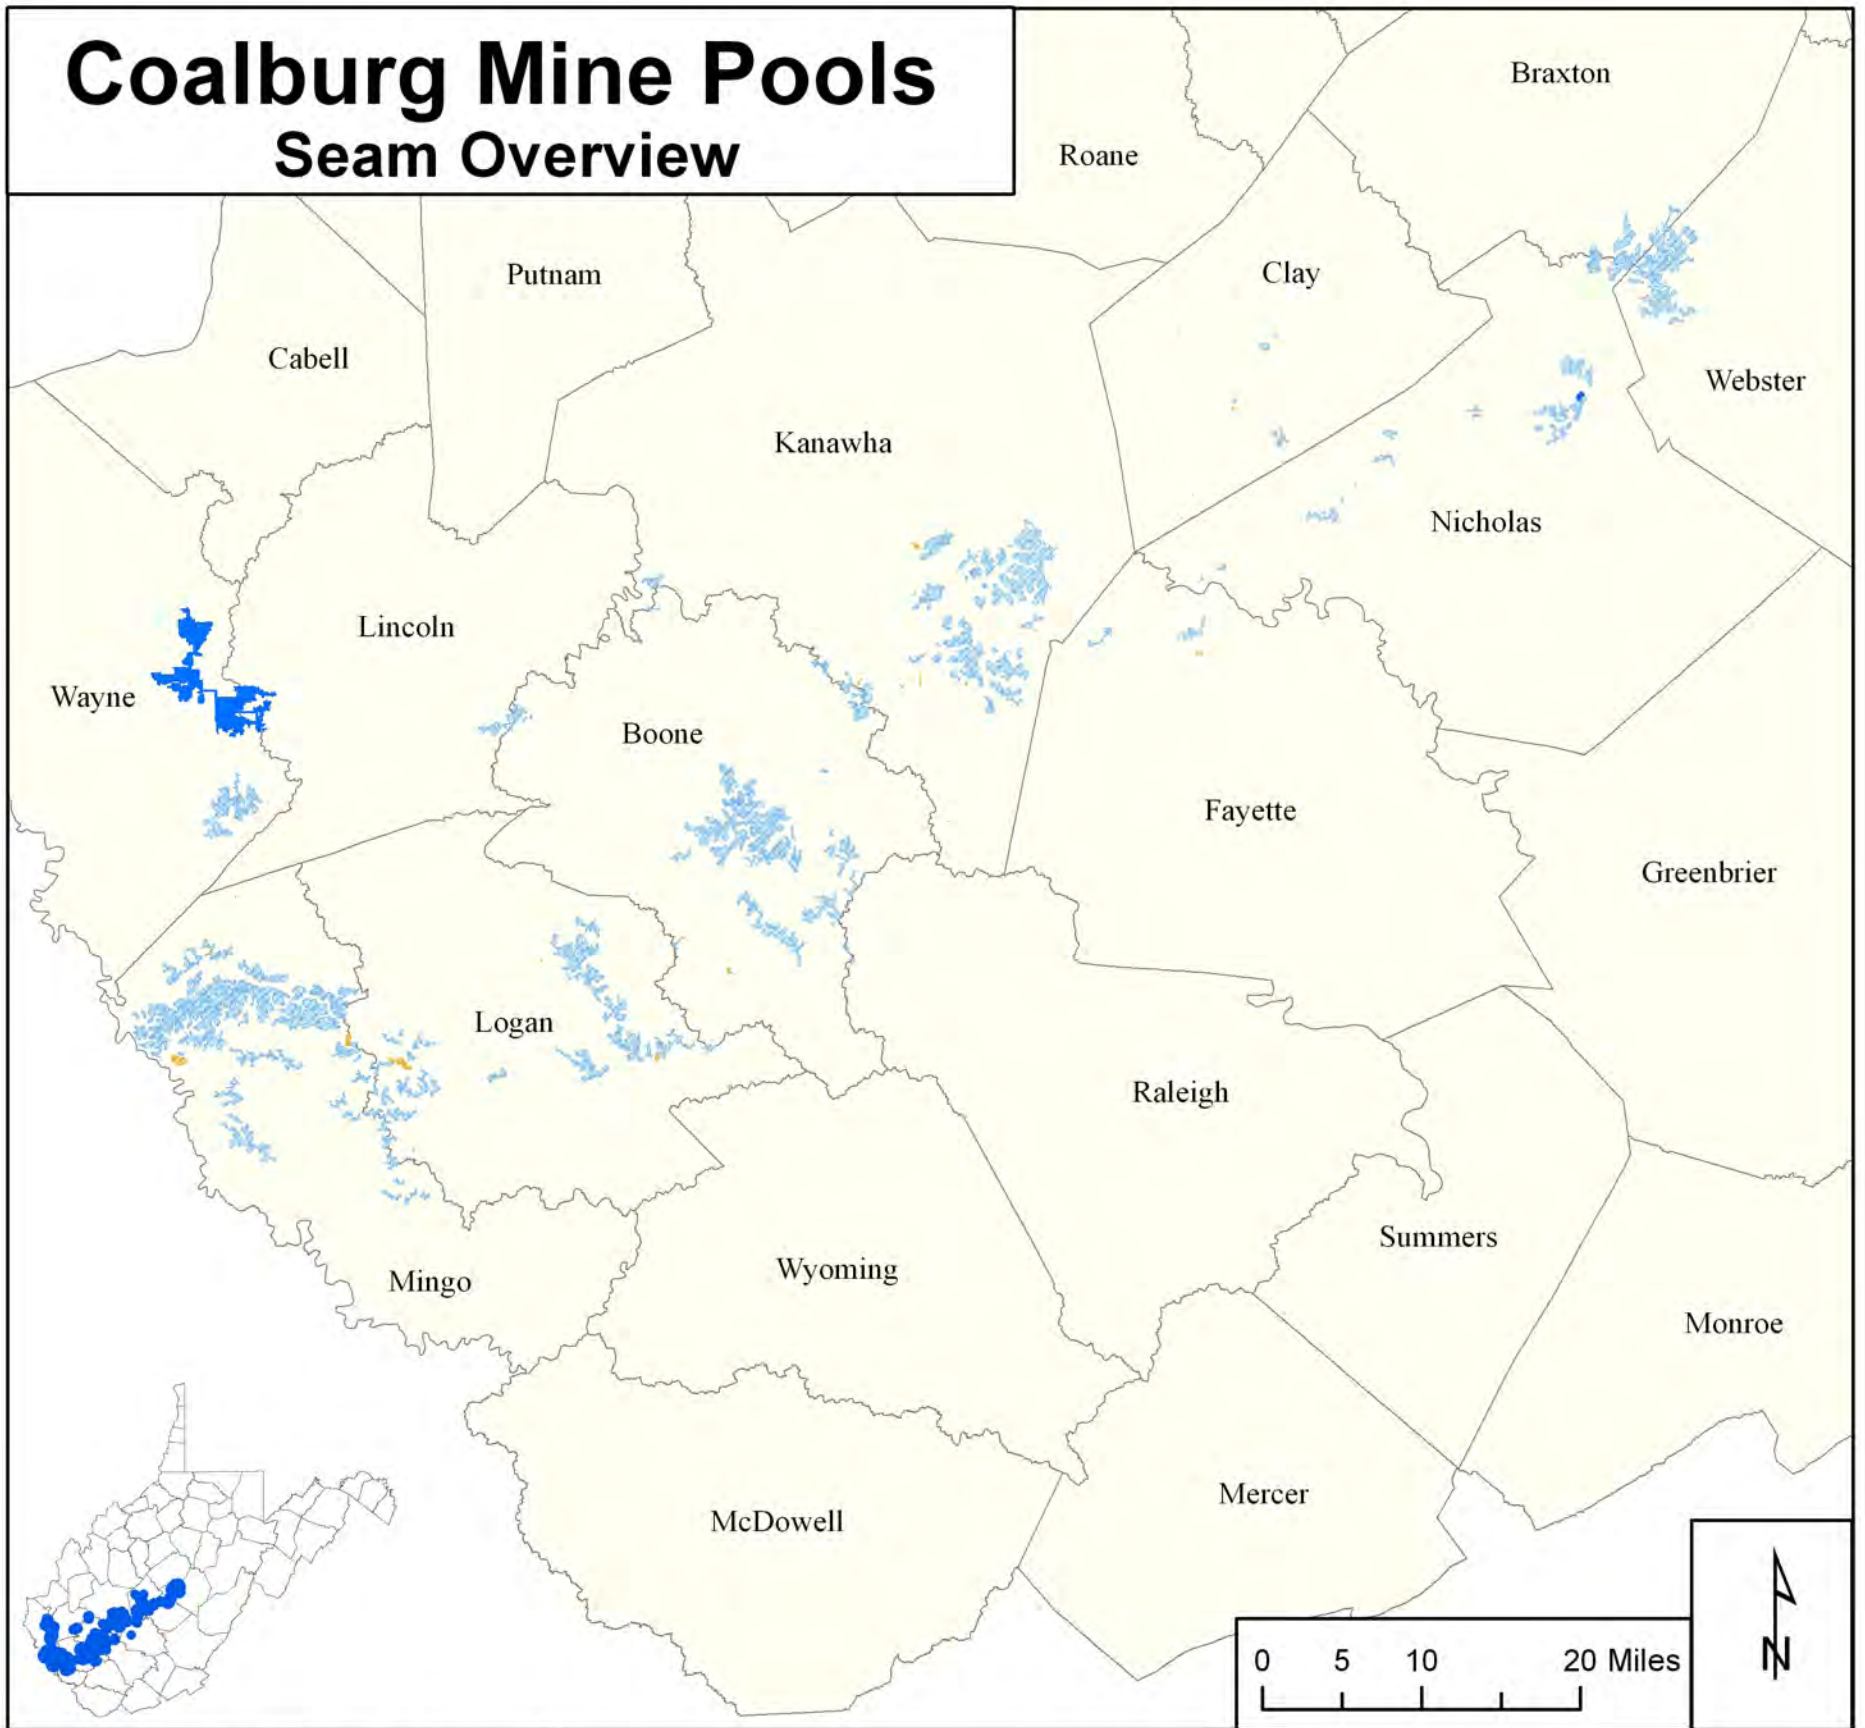 Coalburg Mine Pools
Seam Overview
Braxton
Roane
Putnam
Clay
Cabell
Webster
Kanawha
Nicholas
Lincoln
Wayne
Boone
Fayette
Greenbrier
Logan
Raleigh
Summers
Mingo
Wyoming
Monroe
McDowell
Mercer
0 5 10 20 Miles
N